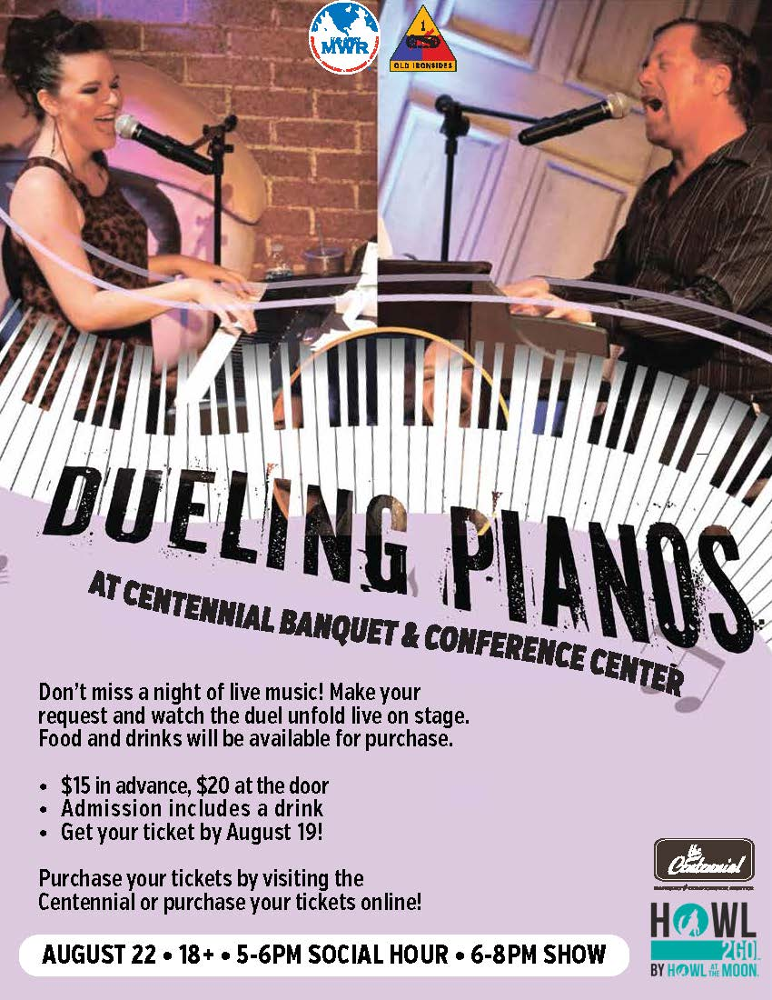 MWR
1
OLD IRONSIDES
DUELING PIANOS
AT CENTENNIAL BANQUET & CONFERENCE CENTER
Don't miss a night of live music! Make your
request and watch the duel unfold live on stage.
Food and drinks will be available for purchase.
• $15 in advance, $20 at the door
• Admission includes a drink
• Get your ticket by August 19!
Purchase your tickets by visiting the
Centennial or purchase your tickets online!
the
Centennial
HOWL
2GO
BY HOWL AT THE MOON.
AUGUST 22 • 18+ • 5-6PM SOCIAL HOUR • 6-8PM SHOW